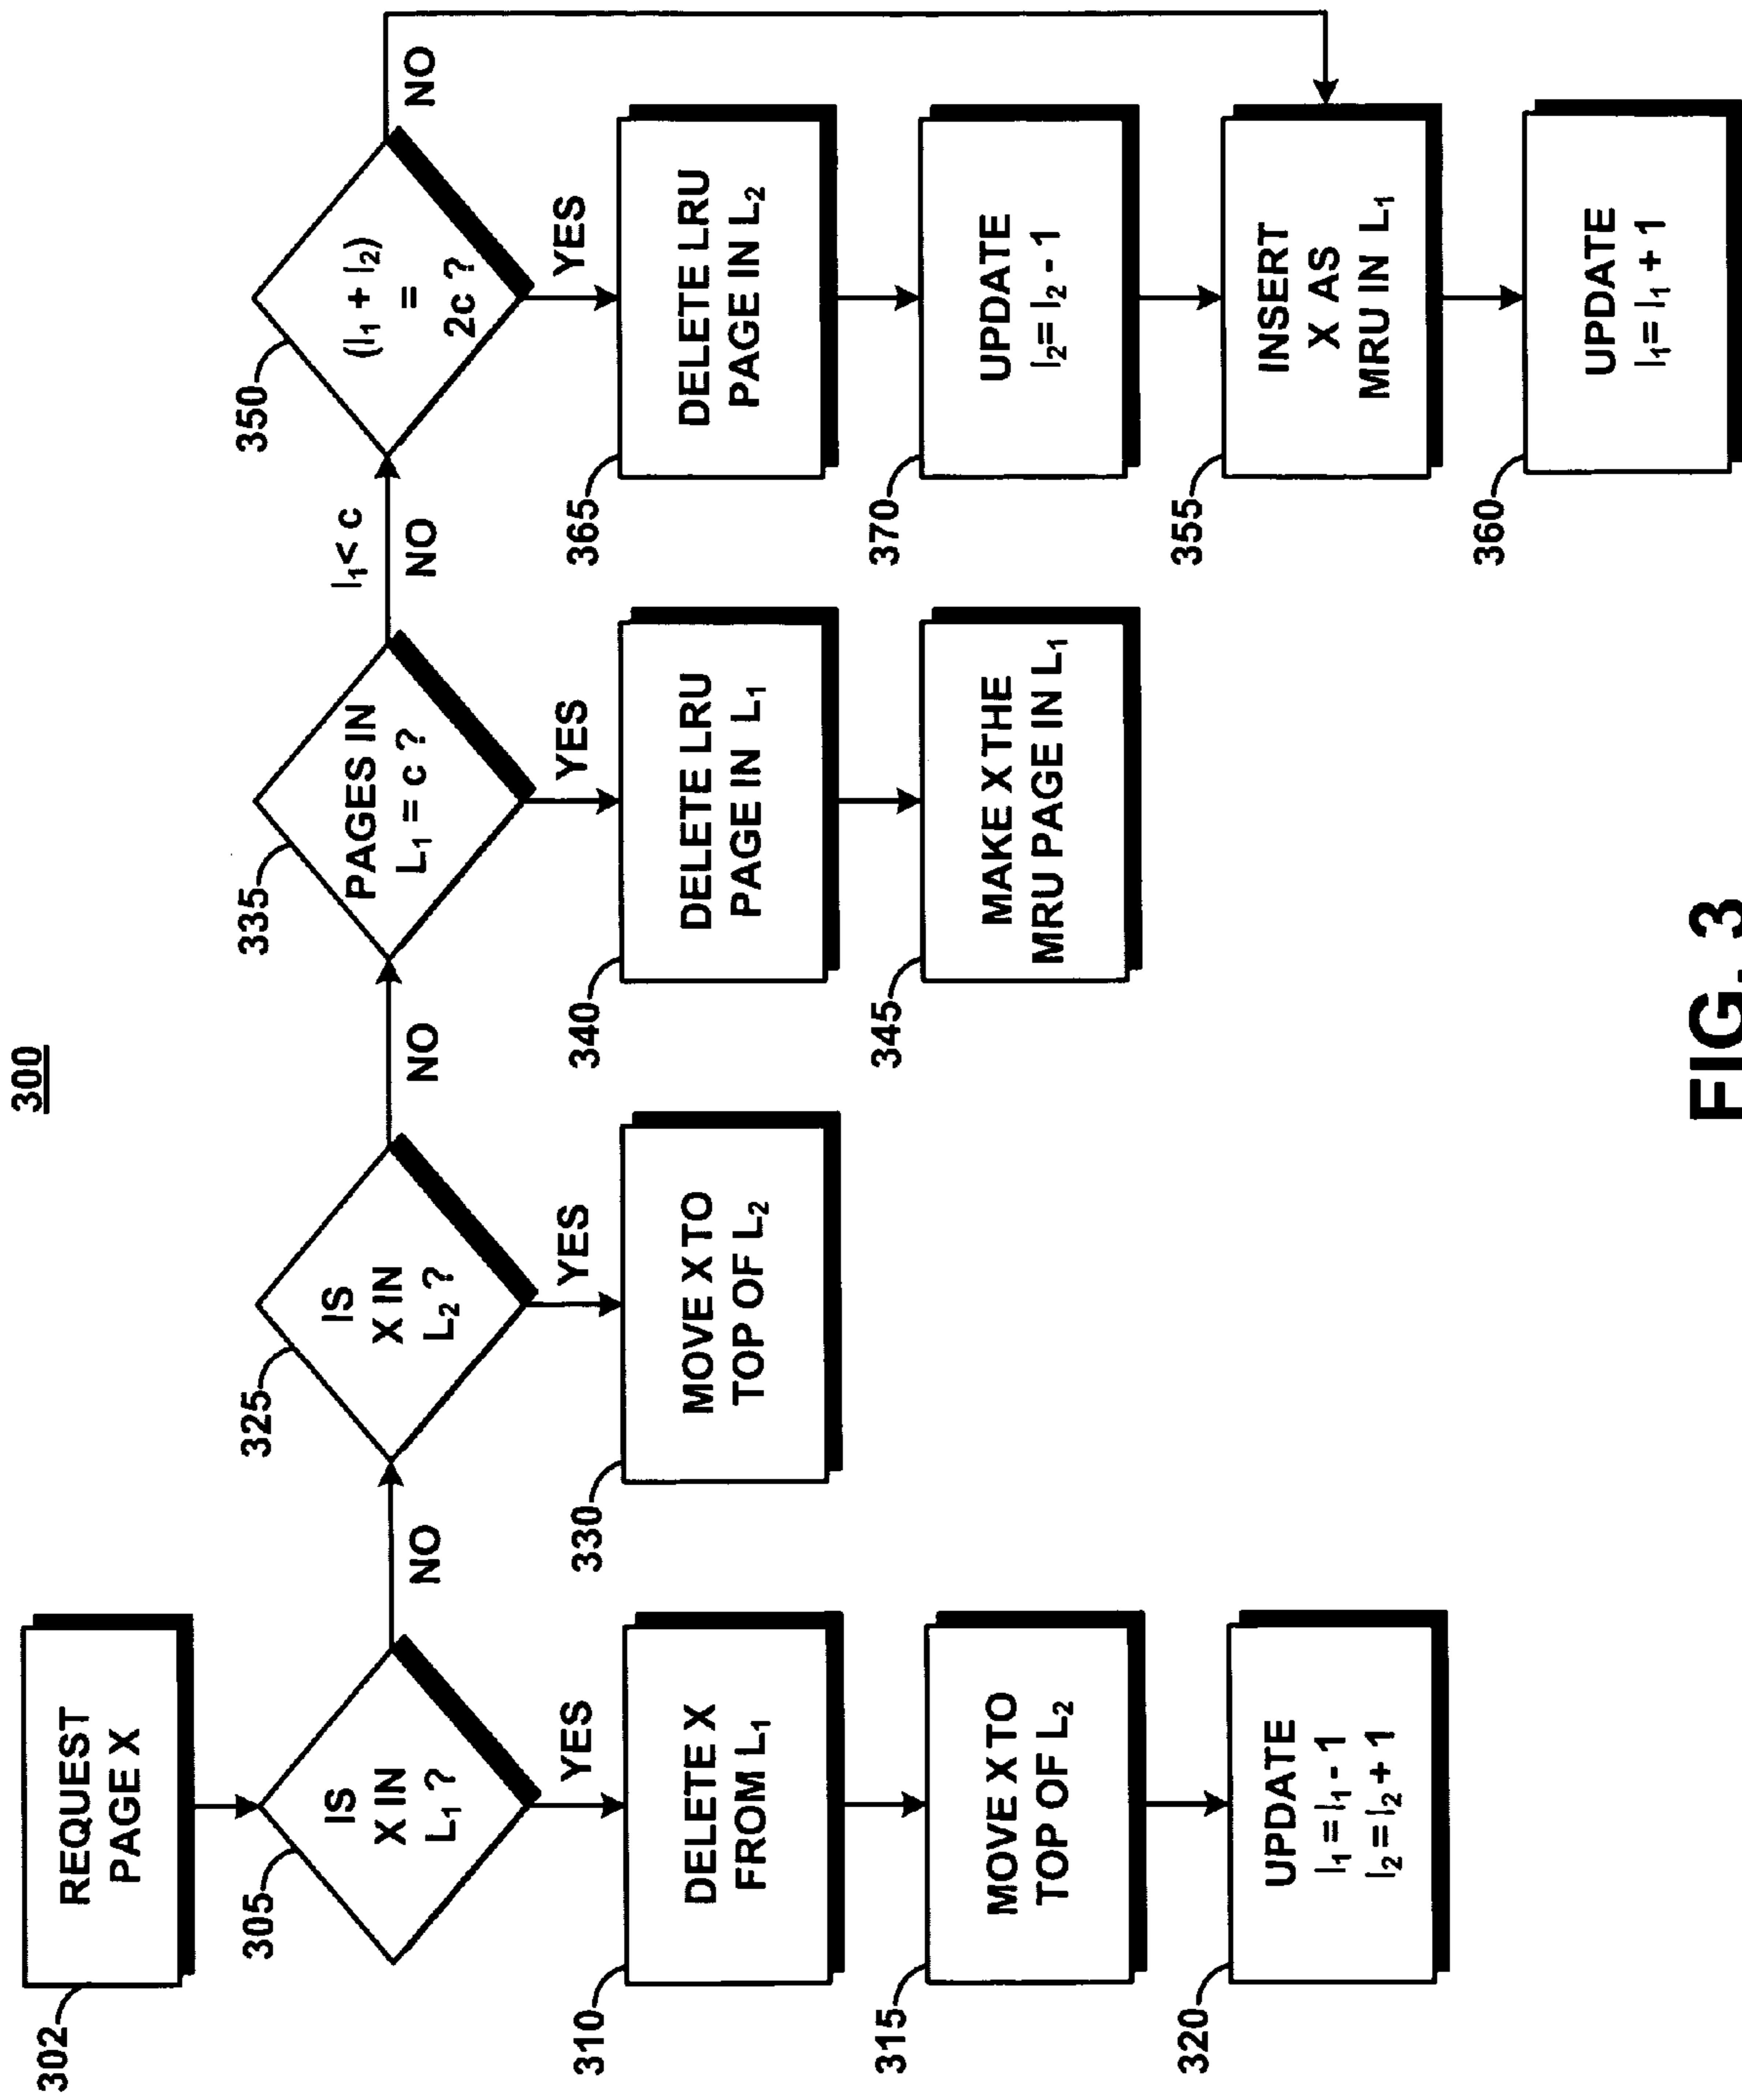 300
302
REQUEST
PAGE X
305
IS
X IN
L₁ ?
NO
YES
310
DELETE X
FROM L₁
315
MOVE X TO
TOP OF L₂
320
UPDATE
l₁ = l₁ - 1
l₂ = l₂ + 1
325
IS
X IN
L₂ ?
NO
YES
330
MOVE X TO
TOP OF L₂
335
PAGES IN
L₁ = c ?
l₁ < c
NO
YES
340
DELETE LRU
PAGE IN L₁
345
MAKE X THE
MRU PAGE IN L₁
350
(l₁ + l₂)
=
2c ?
NO
YES
365
DELETE LRU
PAGE IN L₂
370
UPDATE
l₂ = l₂ - 1
355
INSERT
X AS
MRU IN L₁
360
UPDATE
l₁ = l₁ + 1
FIG. 3